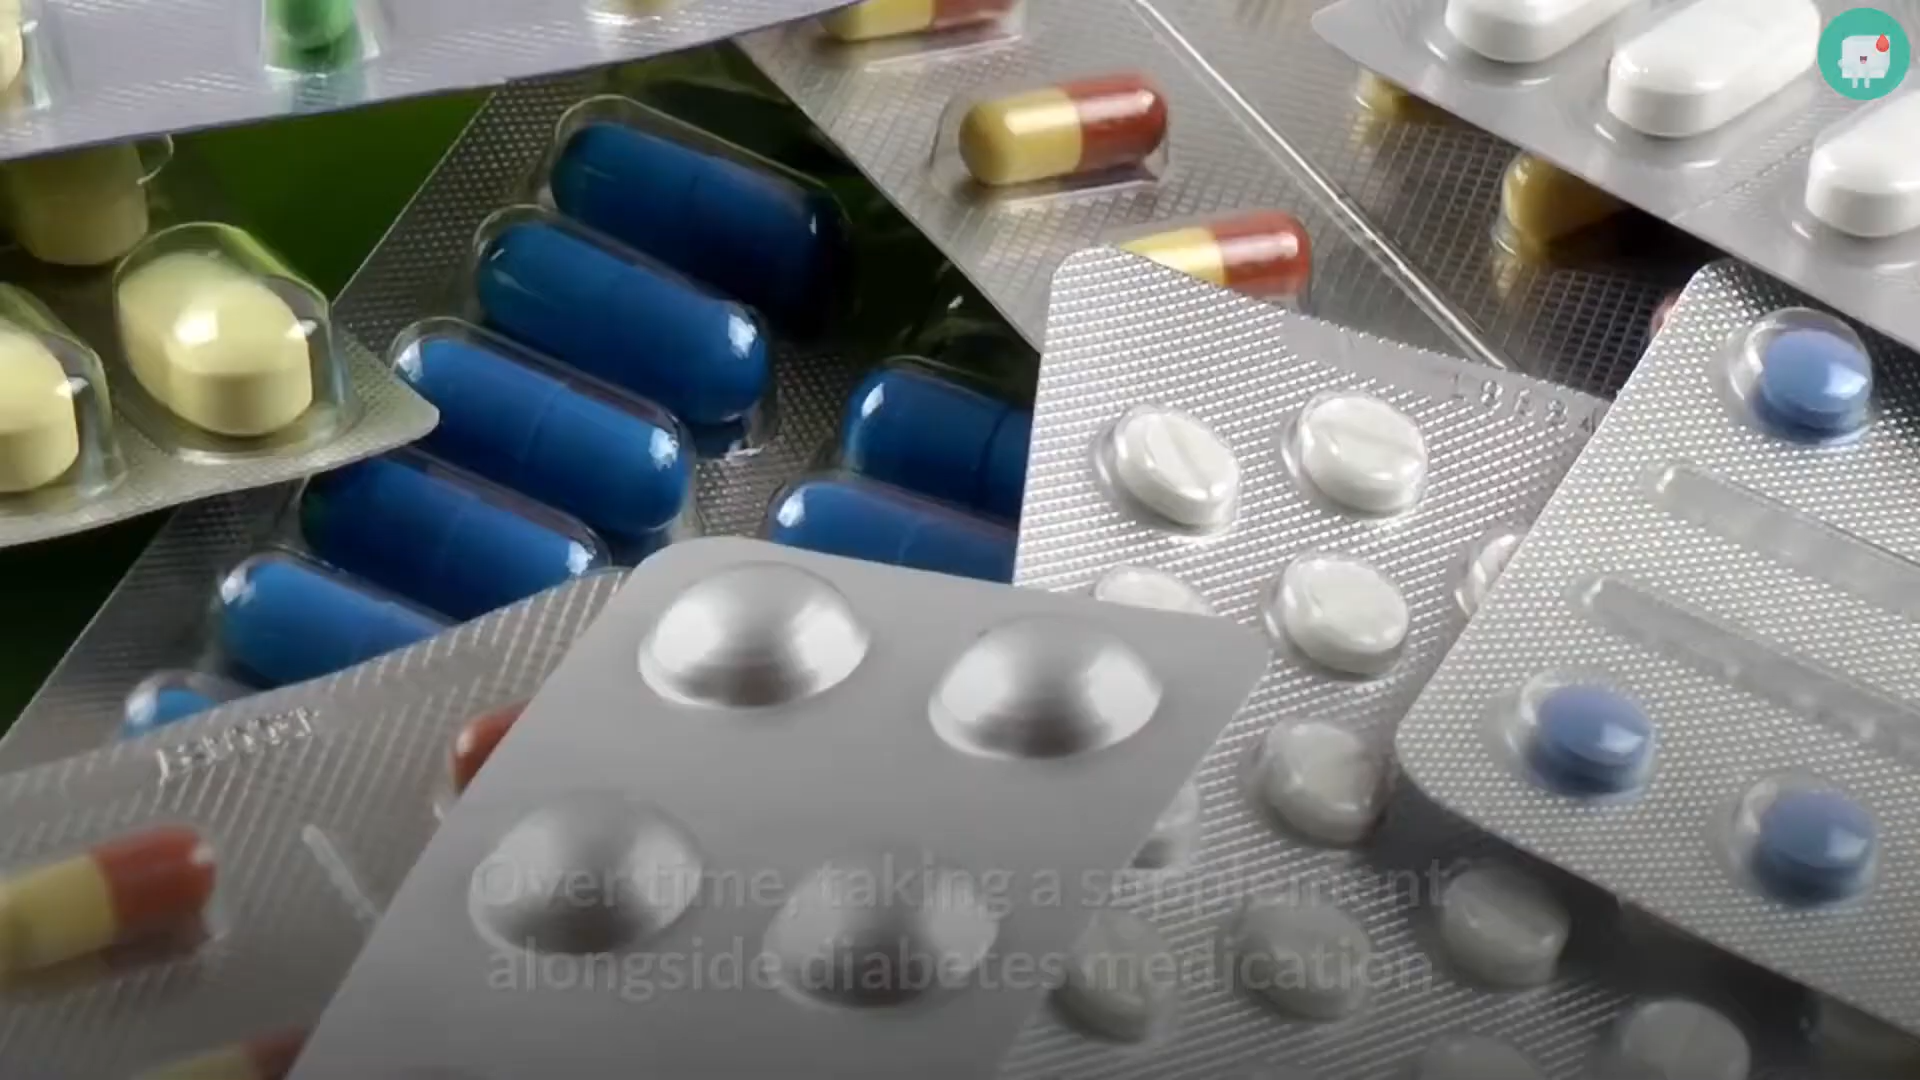 Over time, taking a supplement
alongside diabetes medication